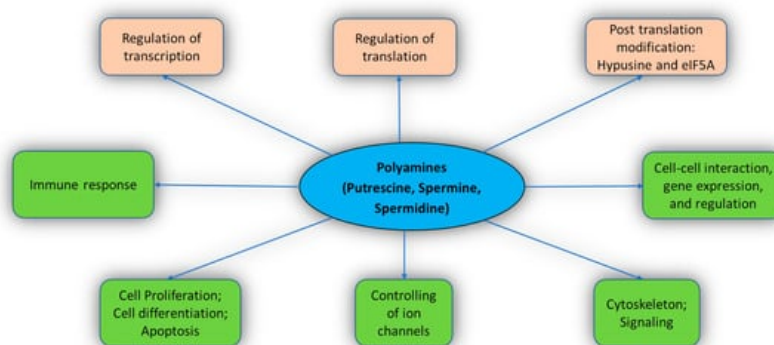 Regulation of
transcription
Regulation of
translation
Post translation
modification:
Hypusine and eIF5A
Immune response
Polyamines
(Putrescine, Spermine,
Spermidine)
Cell-cell interaction,
gene expression,
and regulation
Cell Proliferation;
Cell differentiation;
Apoptosis
Controlling
of ion
channels
Cytoskeleton;
Signaling